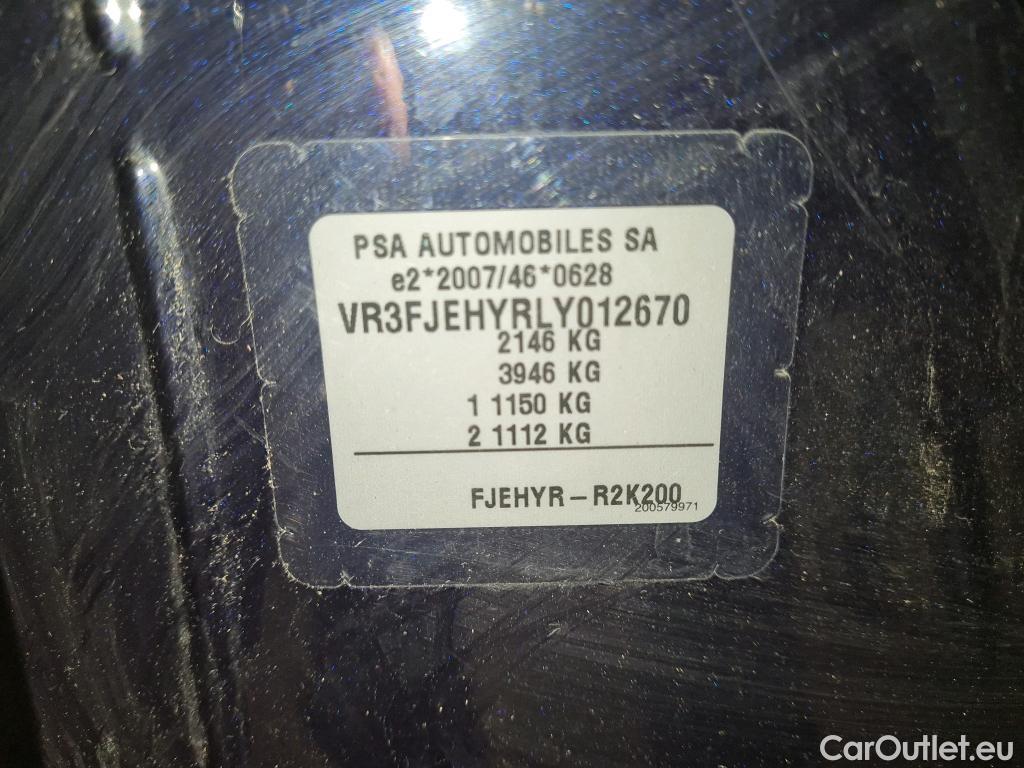 PSA AUTOMOBILES SA
e2*2007/46*0628
VR3FJEHYRLY012670
2146 KG
3946 KG
1 1150 KG
2 1112 KG
FJEHYR – R2K200
200579971
CarOutlet.eu